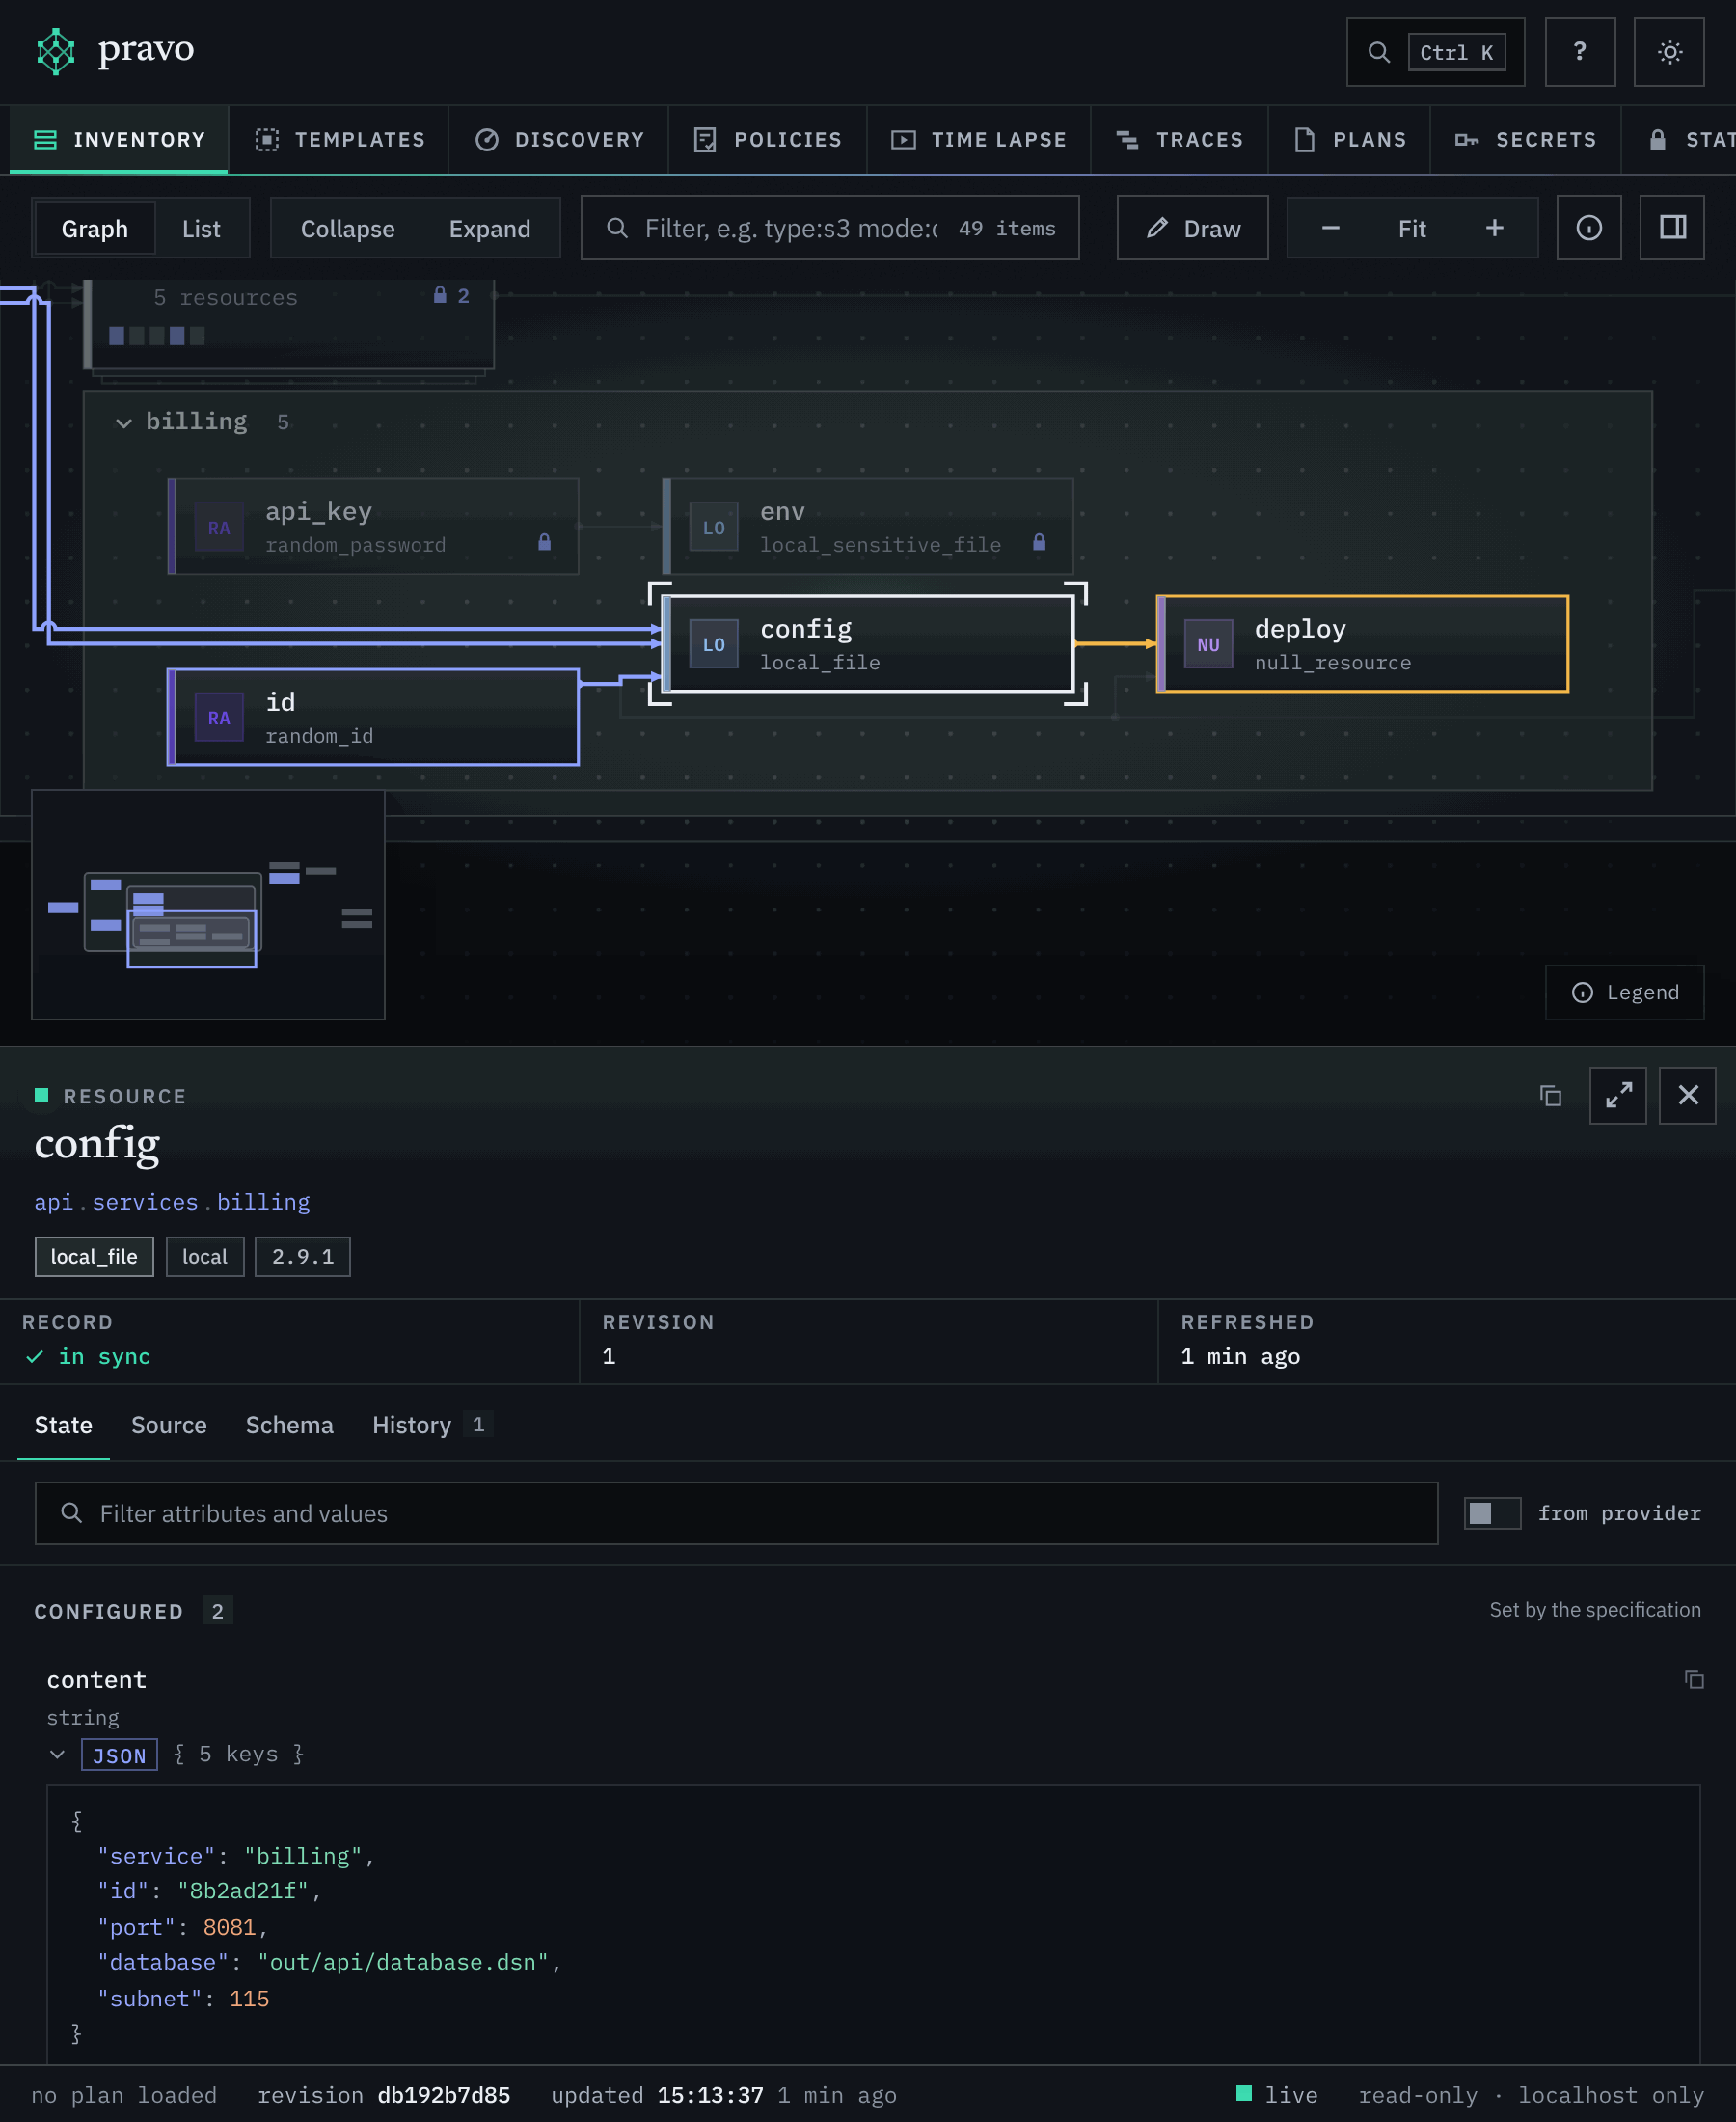 pravo
Ctrl K
?
INVENTORY
TEMPLATES
DISCOVERY
POLICIES
TIME LAPSE
TRACES
PLANS
SECRETS
STAT
Graph
List
Collapse
Expand
Filter, e.g. type:s3 mode:
49 items
Draw
− Fit +
5 resources
2
billing 5
RA
api_key
random_password
LO
env
local_sensitive_file
LO
config
local_file
NU
deploy
null_resource
RA
id
random_id
Legend
RESOURCE
config
api.services.billing
local_file
local
2.9.1
RECORD
in sync
REVISION
1
REFRESHED
1 min ago
State
Source
Schema
History 1
Filter attributes and values
from provider
CONFIGURED 2
Set by the specification
content
string
JSON { 5 keys }
{
"service": "billing",
"id": "8b2ad21f",
"port": 8081,
"database": "out/api/database.dsn",
"subnet": 115
}
no plan loaded
revision db192b7d85
updated 15:13:37 1 min ago
live
read-only · localhost only